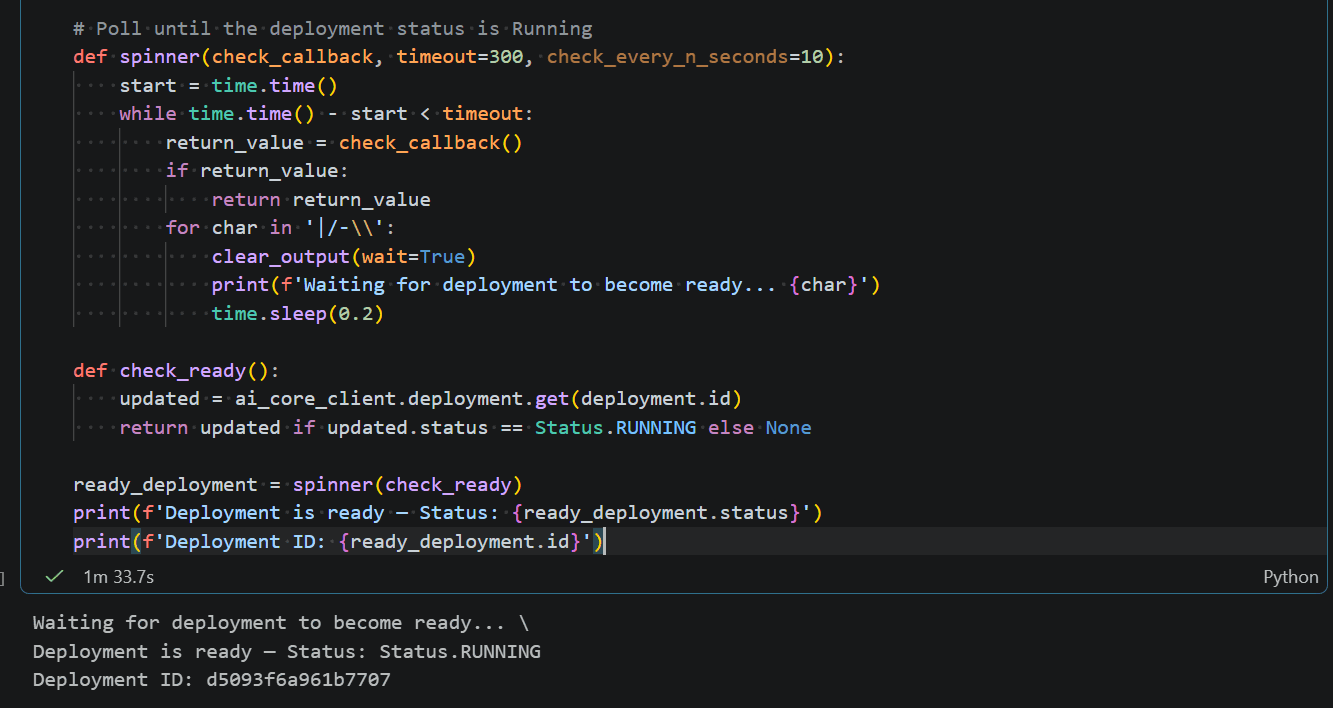 # Poll until the deployment status is Running
def spinner(check_callback, timeout=300, check_every_n_seconds=10):
    start = time.time()
    while time.time() - start < timeout:
        return_value = check_callback()
        if return_value:
            return return_value
        for char in '|/-\\':
            clear_output(wait=True)
            print(f'Waiting for deployment to become ready... {char}')
            time.sleep(0.2)

def check_ready():
    updated = ai_core_client.deployment.get(deployment.id)
    return updated if updated.status == Status.RUNNING else None

ready_deployment = spinner(check_ready)
print(f'Deployment is ready — Status: {ready_deployment.status}')
print(f'Deployment ID: {ready_deployment.id}')
] ✓ 1m 33.7s Python
Waiting for deployment to become ready... \
Deployment is ready — Status: Status.RUNNING
Deployment ID: d5093f6a961b7707